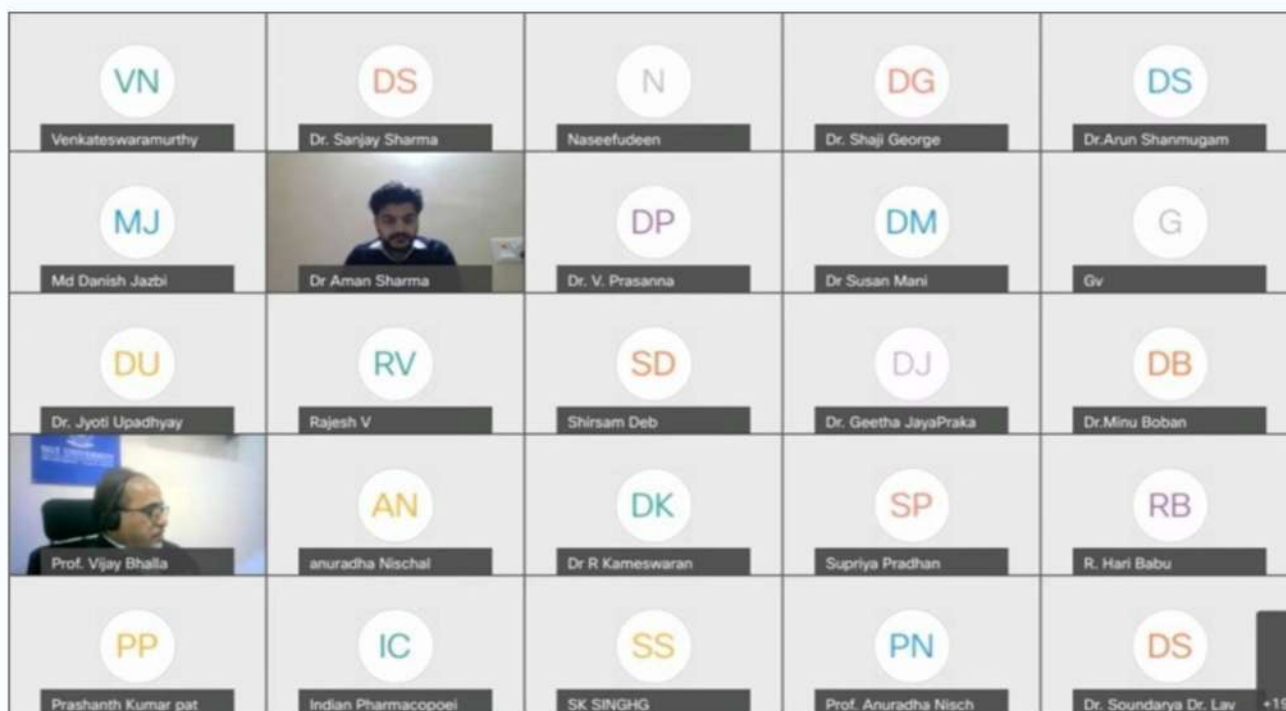 VN
Venkateswaramurthy
DS
Dr. Sanjay Sharma
N
Naseefudeen
DG
Dr. Shaji George
DS
Dr.Arun Shanmugam
MJ
Md Danish Jazbi
Dr Aman Sharma
DP
Dr. V. Prasanna
DM
Dr Susan Mani
G
Gv
DU
Dr. Jyoti Upadhyay
RV
Rajesh V
SD
Shirsam Deb
DJ
Dr. Geetha JayaPraka
DB
Dr.Minu Boban
UNIVERSITY
Prof. Vijay Bhalla
AN
anuradha Nischal
DK
Dr R Kameswaran
SP
Supriya Pradhan
RB
R. Hari Babu
PP
Prashanth Kumar pat
IC
Indian Pharmacopoei
SS
SK SINGHG
PN
Prof. Anuradha Nisch
DS
Dr. Soundarya Dr. Lav